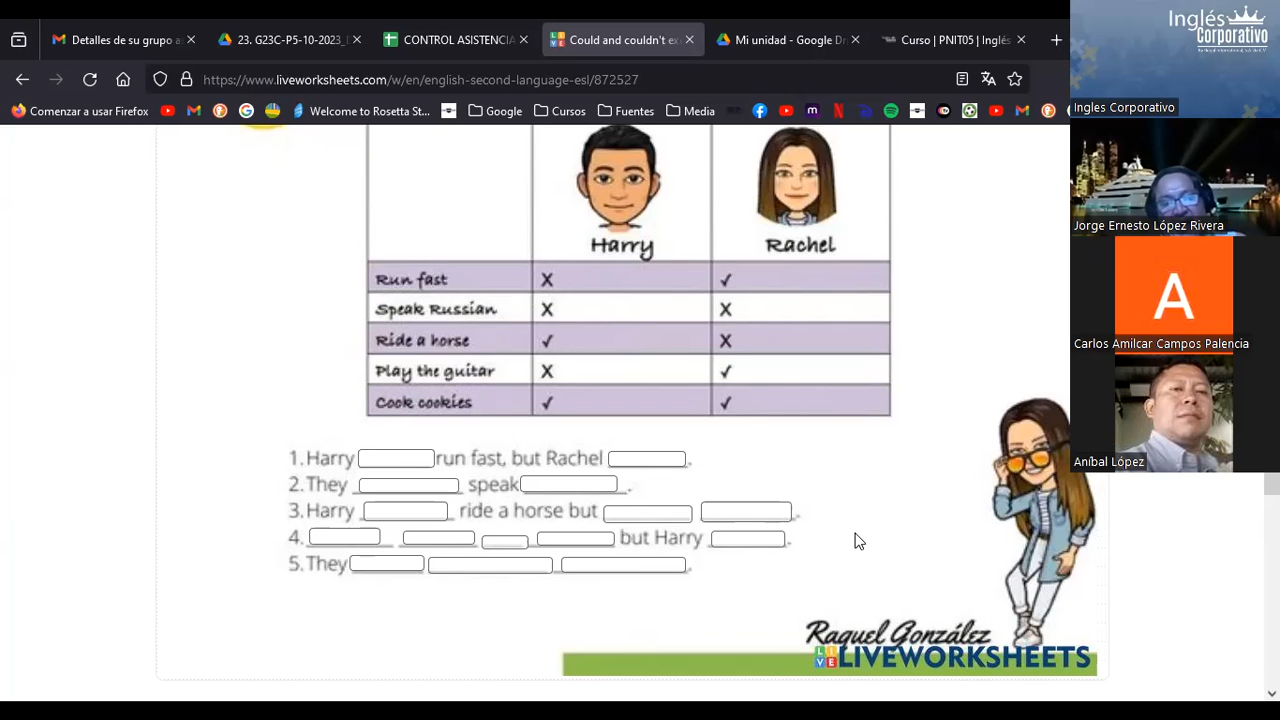 Detalles de su grupo as
23. G23C-P5-10-2023_
CONTROL ASISTENCIA
Could and couldn't ex
Mi unidad - Google Dr
Curso | PNJIT05 | Inglés
https://www.liveworksheets.com/w/en/english-second-language-esl/872527
Comenzar a usar Firefox
Welcome to Rosetta St
Google
Cursos
Fuentes
Media
Inglés
Corporativo
Ingles Corporativo
Jorge Ernesto López Rivera
A
Carlos Amilcar Campos Palencia
Aníbal López
Harry Rachel
Run fast X ✓
Speak Russian X X
Ride a horse ✓ X
Play the guitar X ✓
Cook cookies ✓ ✓
1. Harry run fast, but Rachel .
2. They speak .
3. Harry ride a horse but .
4. but Harry .
5. They .
Raquel González
LIVEWORKSHEETS